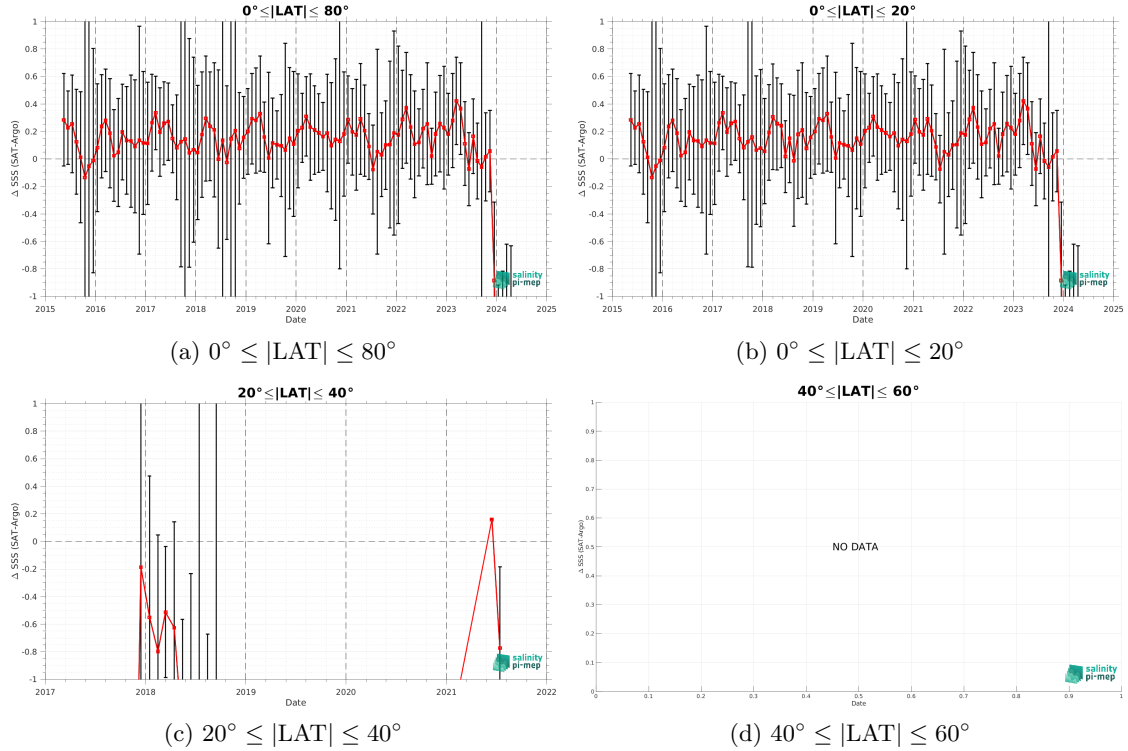 0°≤|LAT|≤ 80°
1
0.8
0.6
0.4
0.2
0
-0.2
-0.4
-0.6
-0.8
-1
Δ SSS (SAT-Argo)
2015 2016 2017 2018 2019 2020 2021 2022 2023 2024 2025
Date
salinity
pi-mep
(a) 0° ≤ |LAT| ≤ 80°
0°≤|LAT|≤ 20°
1
0.8
0.6
0.4
0.2
0
-0.2
-0.4
-0.6
-0.8
-1
Δ SSS (SAT-Argo)
2015 2016 2017 2018 2019 2020 2021 2022 2023 2024 2025
Date
salinity
pi-mep
(b) 0° ≤ |LAT| ≤ 20°
20°≤|LAT|≤ 40°
1
0.8
0.6
0.4
0.2
0
-0.2
-0.4
-0.6
-0.8
-1
Δ SSS (SAT-Argo)
2017 2018 2019 2020 2021 2022
Date
salinity
pi-mep
(c) 20° ≤ |LAT| ≤ 40°
40°≤|LAT|≤ 60°
1
0.9
0.8
0.7
0.6
0.5
0.4
0.3
0.2
0.1
0
Δ SSS (SAT-Argo)
NO DATA
0 0.1 0.2 0.3 0.4 0.5 0.6 0.7 0.8 0.9 1
Date
salinity
pi-mep
(d) 40° ≤ |LAT| ≤ 60°